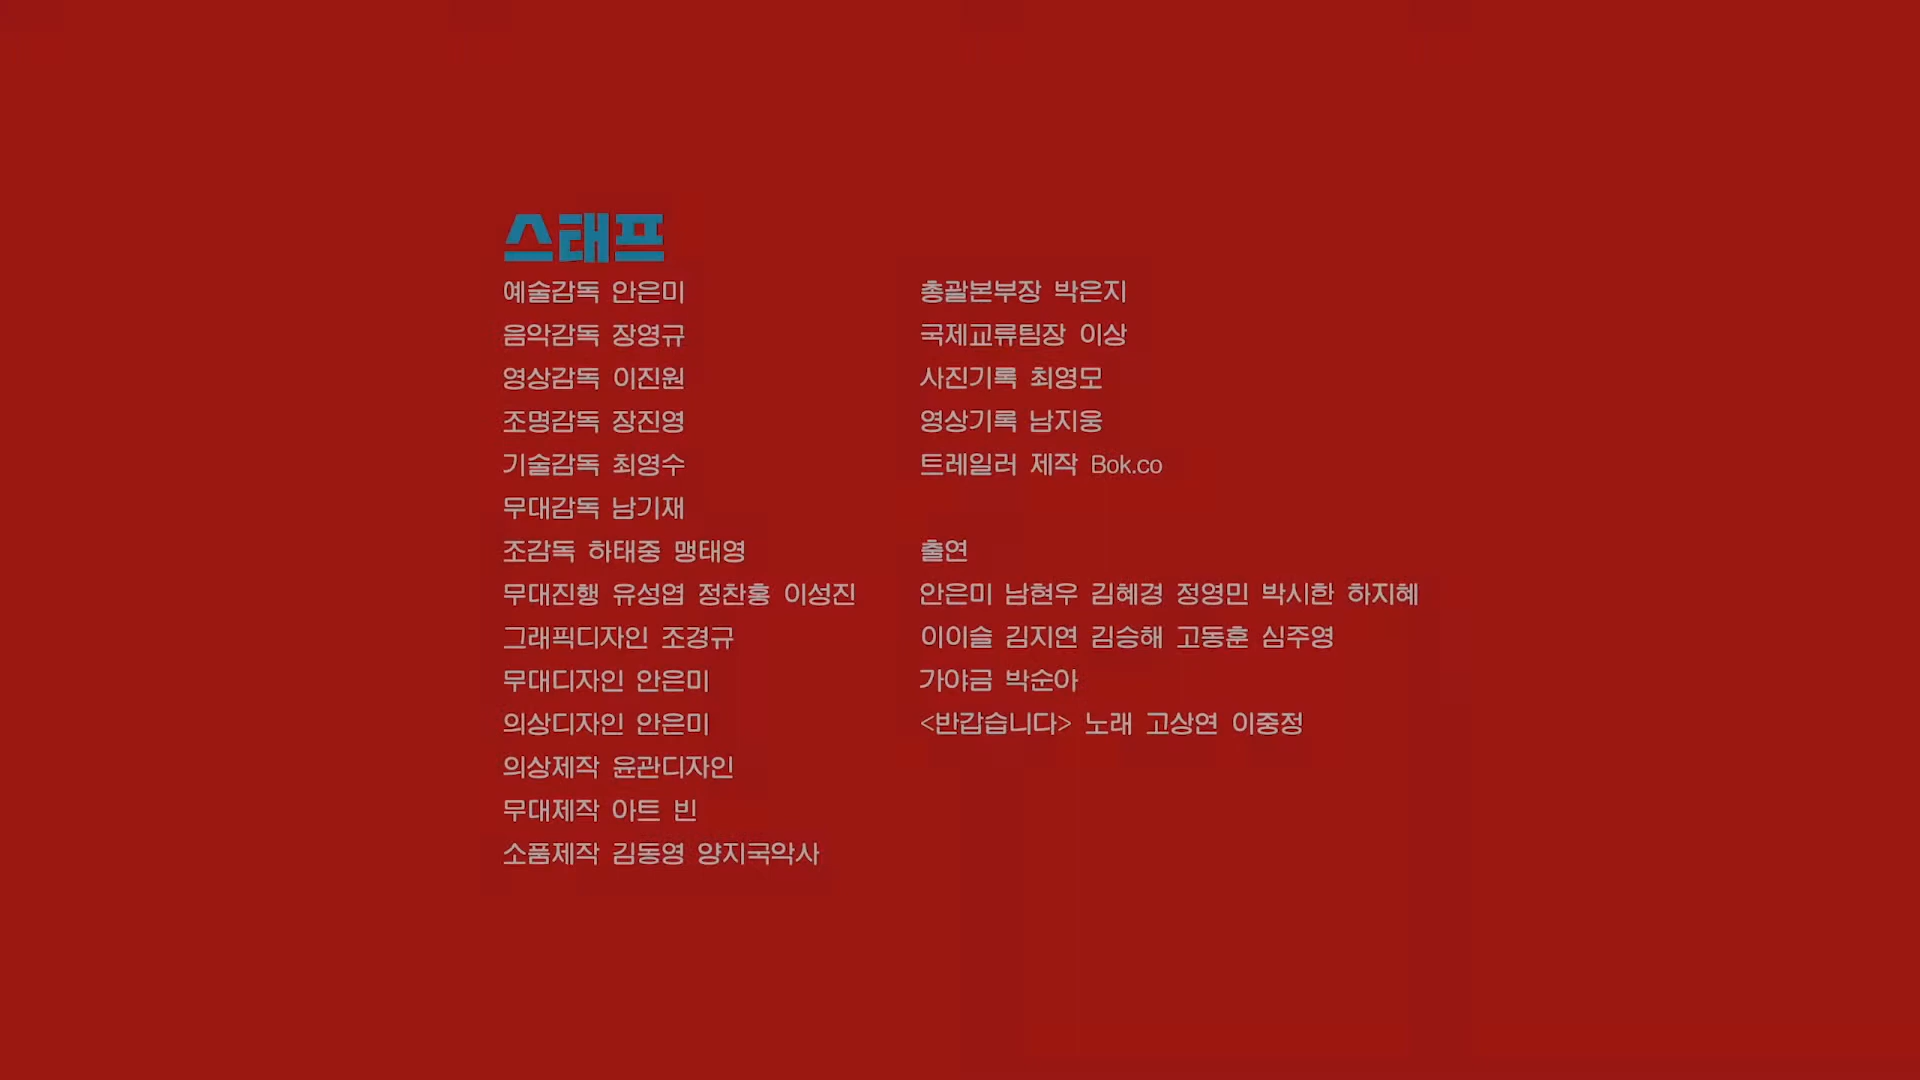 스태프
예술감독 안은미
음악감독 장영규
영상감독 이진원
조명감독 장진영
기술감독 최영수
무대감독 남기재
조감독 하태중 맹태영
무대진행 유성엽 정찬홍 이성진
그래픽디자인 조경규
무대디자인 안은미
의상디자인 안은미
의상제작 윤관디자인
무대제작 아트 빈
소품제작 김동영 양지국악사
총괄본부장 박은지
국제교류팀장 이상
사진기록 최영모
영상기록 남지웅
트레일러 제작 Bok.co
출연
안은미 남현우 김혜경 정영민 박시한 하지혜
이이슬 김지연 김승해 고동훈 심주영
가야금 박순아
<반갑습니다> 노래 고상연 이중정